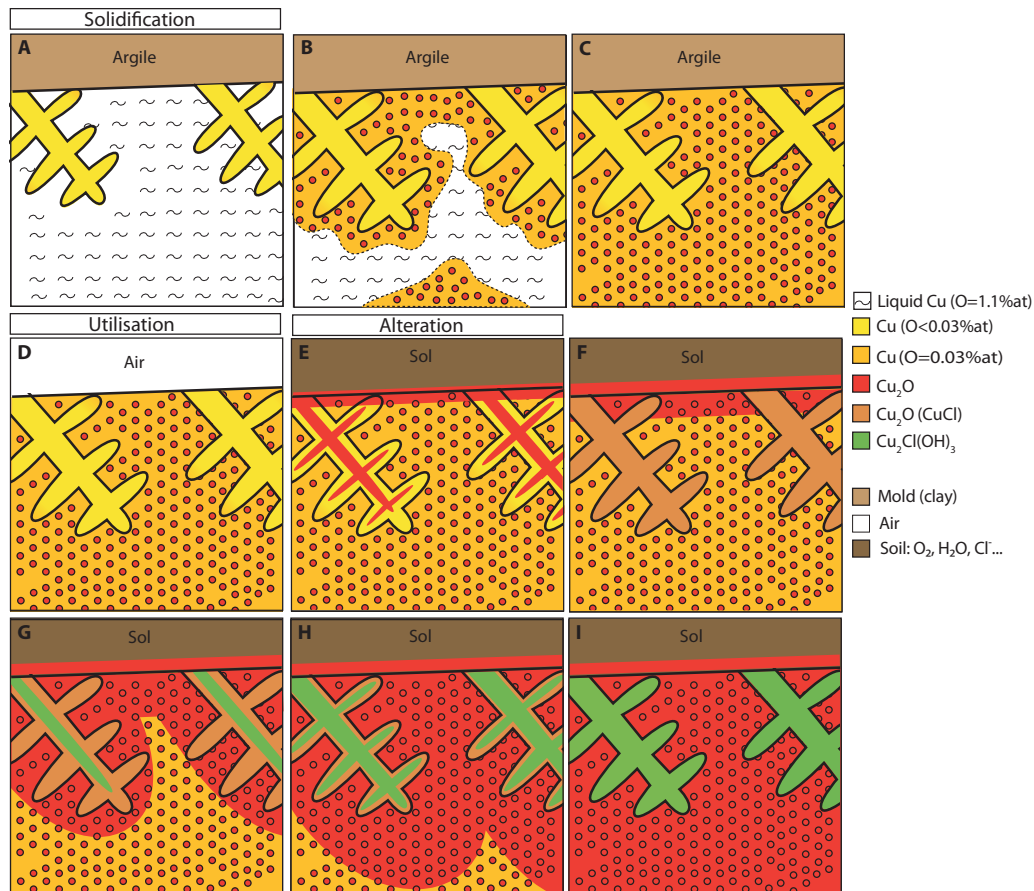 Solidification
A
Argile
B
Argile
C
Argile
Liquid Cu (O=1.1%at)
Cu (O<0.03%at)
Cu (O=0.03%at)
Cu₂O
Cu₂O (CuCl)
Cu₂Cl(OH)₃
Mold (clay)
Air
Soil: O₂, H₂O, Cl⁻...
Utilisation
D
Air
Alteration
E
Sol
F
Sol
G
Sol
H
Sol
I
Sol